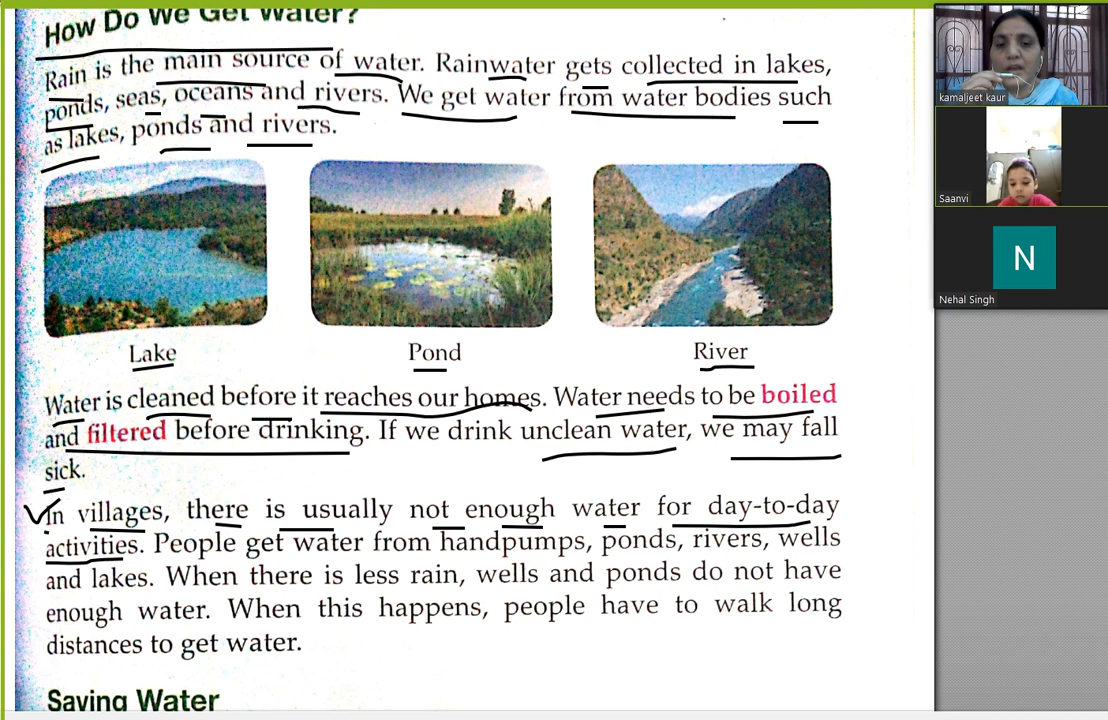 How Do We Get Water?
Rain is the main source of water. Rainwater gets collected in lakes,
ponds, seas, oceans and rivers. We get water from water bodies such
as lakes, ponds and rivers.
Lake
Pond
River
Water is cleaned before it reaches our homes. Water needs to be boiled
and filtered before drinking. If we drink unclean water, we may fall
sick.
In villages, there is usually not enough water for day-to-day
activities. People get water from handpumps, ponds, rivers, wells
and lakes. When there is less rain, wells and ponds do not have
enough water. When this happens, people have to walk long
distances to get water.
Saving Water
kamaljeet kaur
Saanvi
N
Nehal Singh